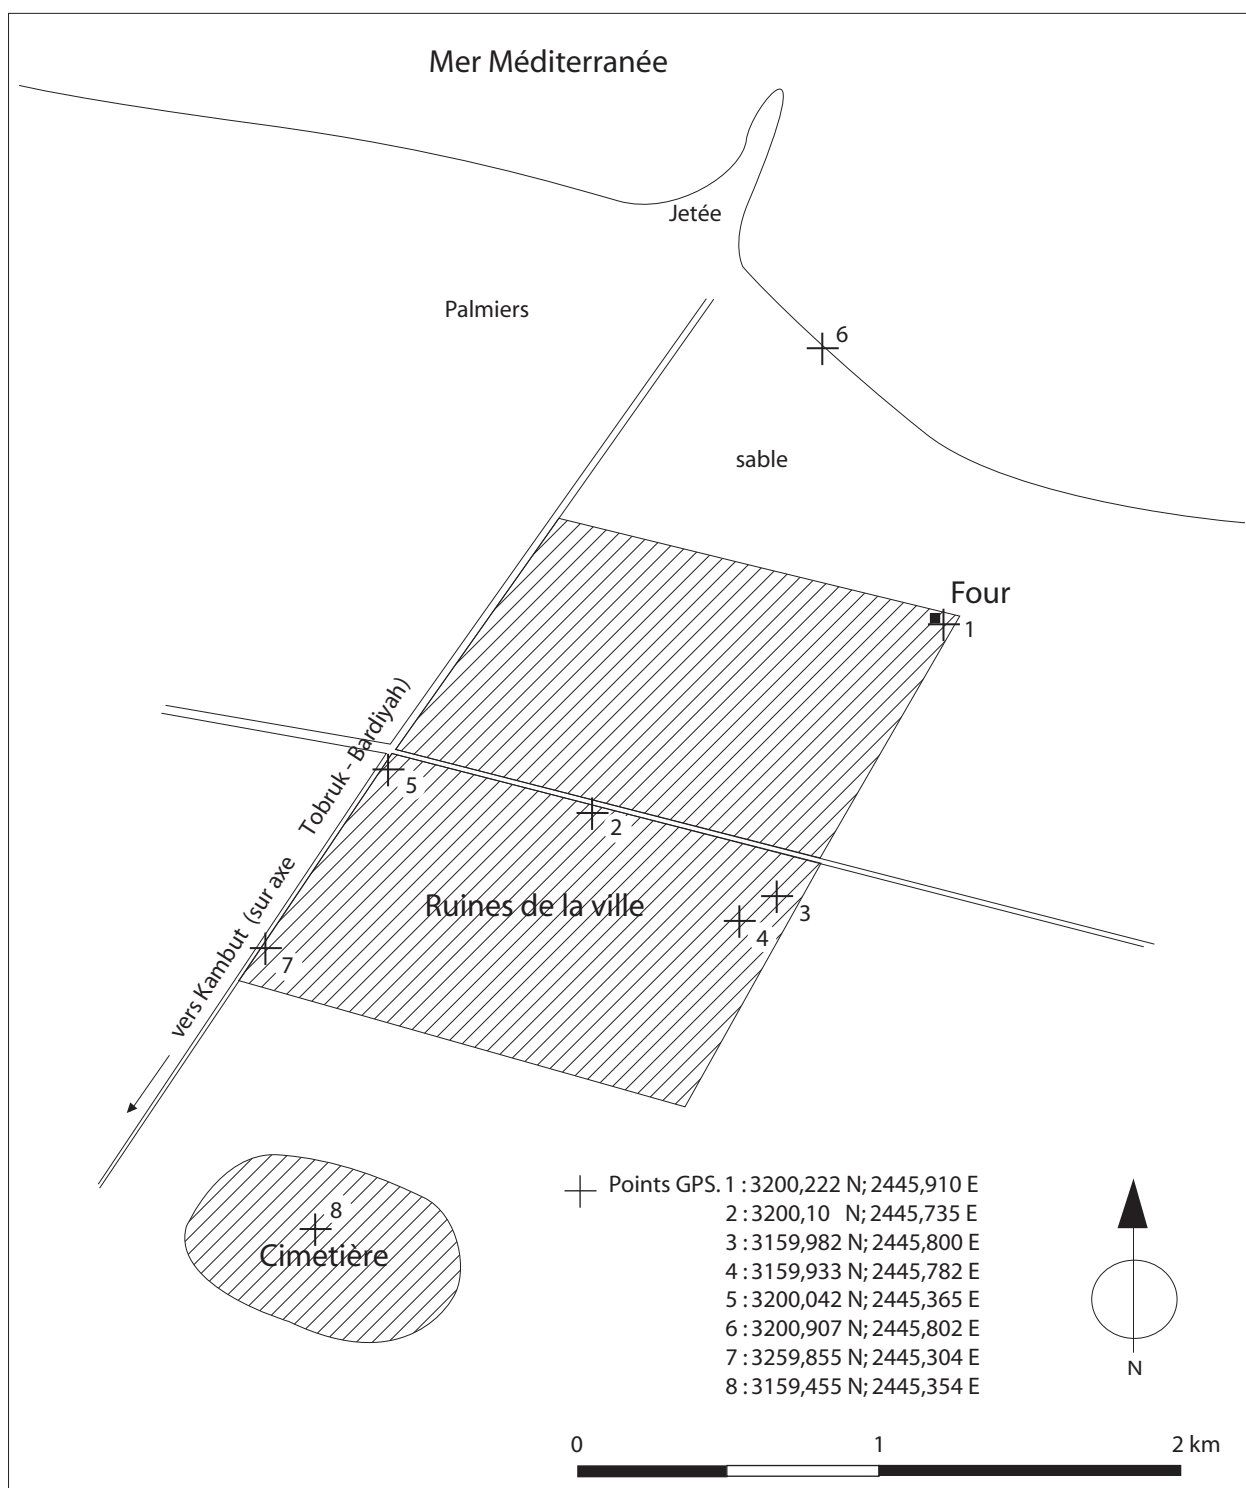 Mer Méditerranée
Jetée
Palmiers
6
sable
Four
1
5
2
vers Kambut (sur axe Tobruk - Bardiyah)
Ruines de la ville
3
4
7
8
Cimetière
Points GPS. 1 : 3200,222 N; 2445,910 E
2 : 3200,10 N; 2445,735 E
3 : 3159,982 N; 2445,800 E
4 : 3159,933 N; 2445,782 E
5 : 3200,042 N; 2445,365 E
6 : 3200,907 N; 2445,802 E
7 : 3259,855 N; 2445,304 E
8 : 3159,455 N; 2445,354 E
N
0 1 2 km